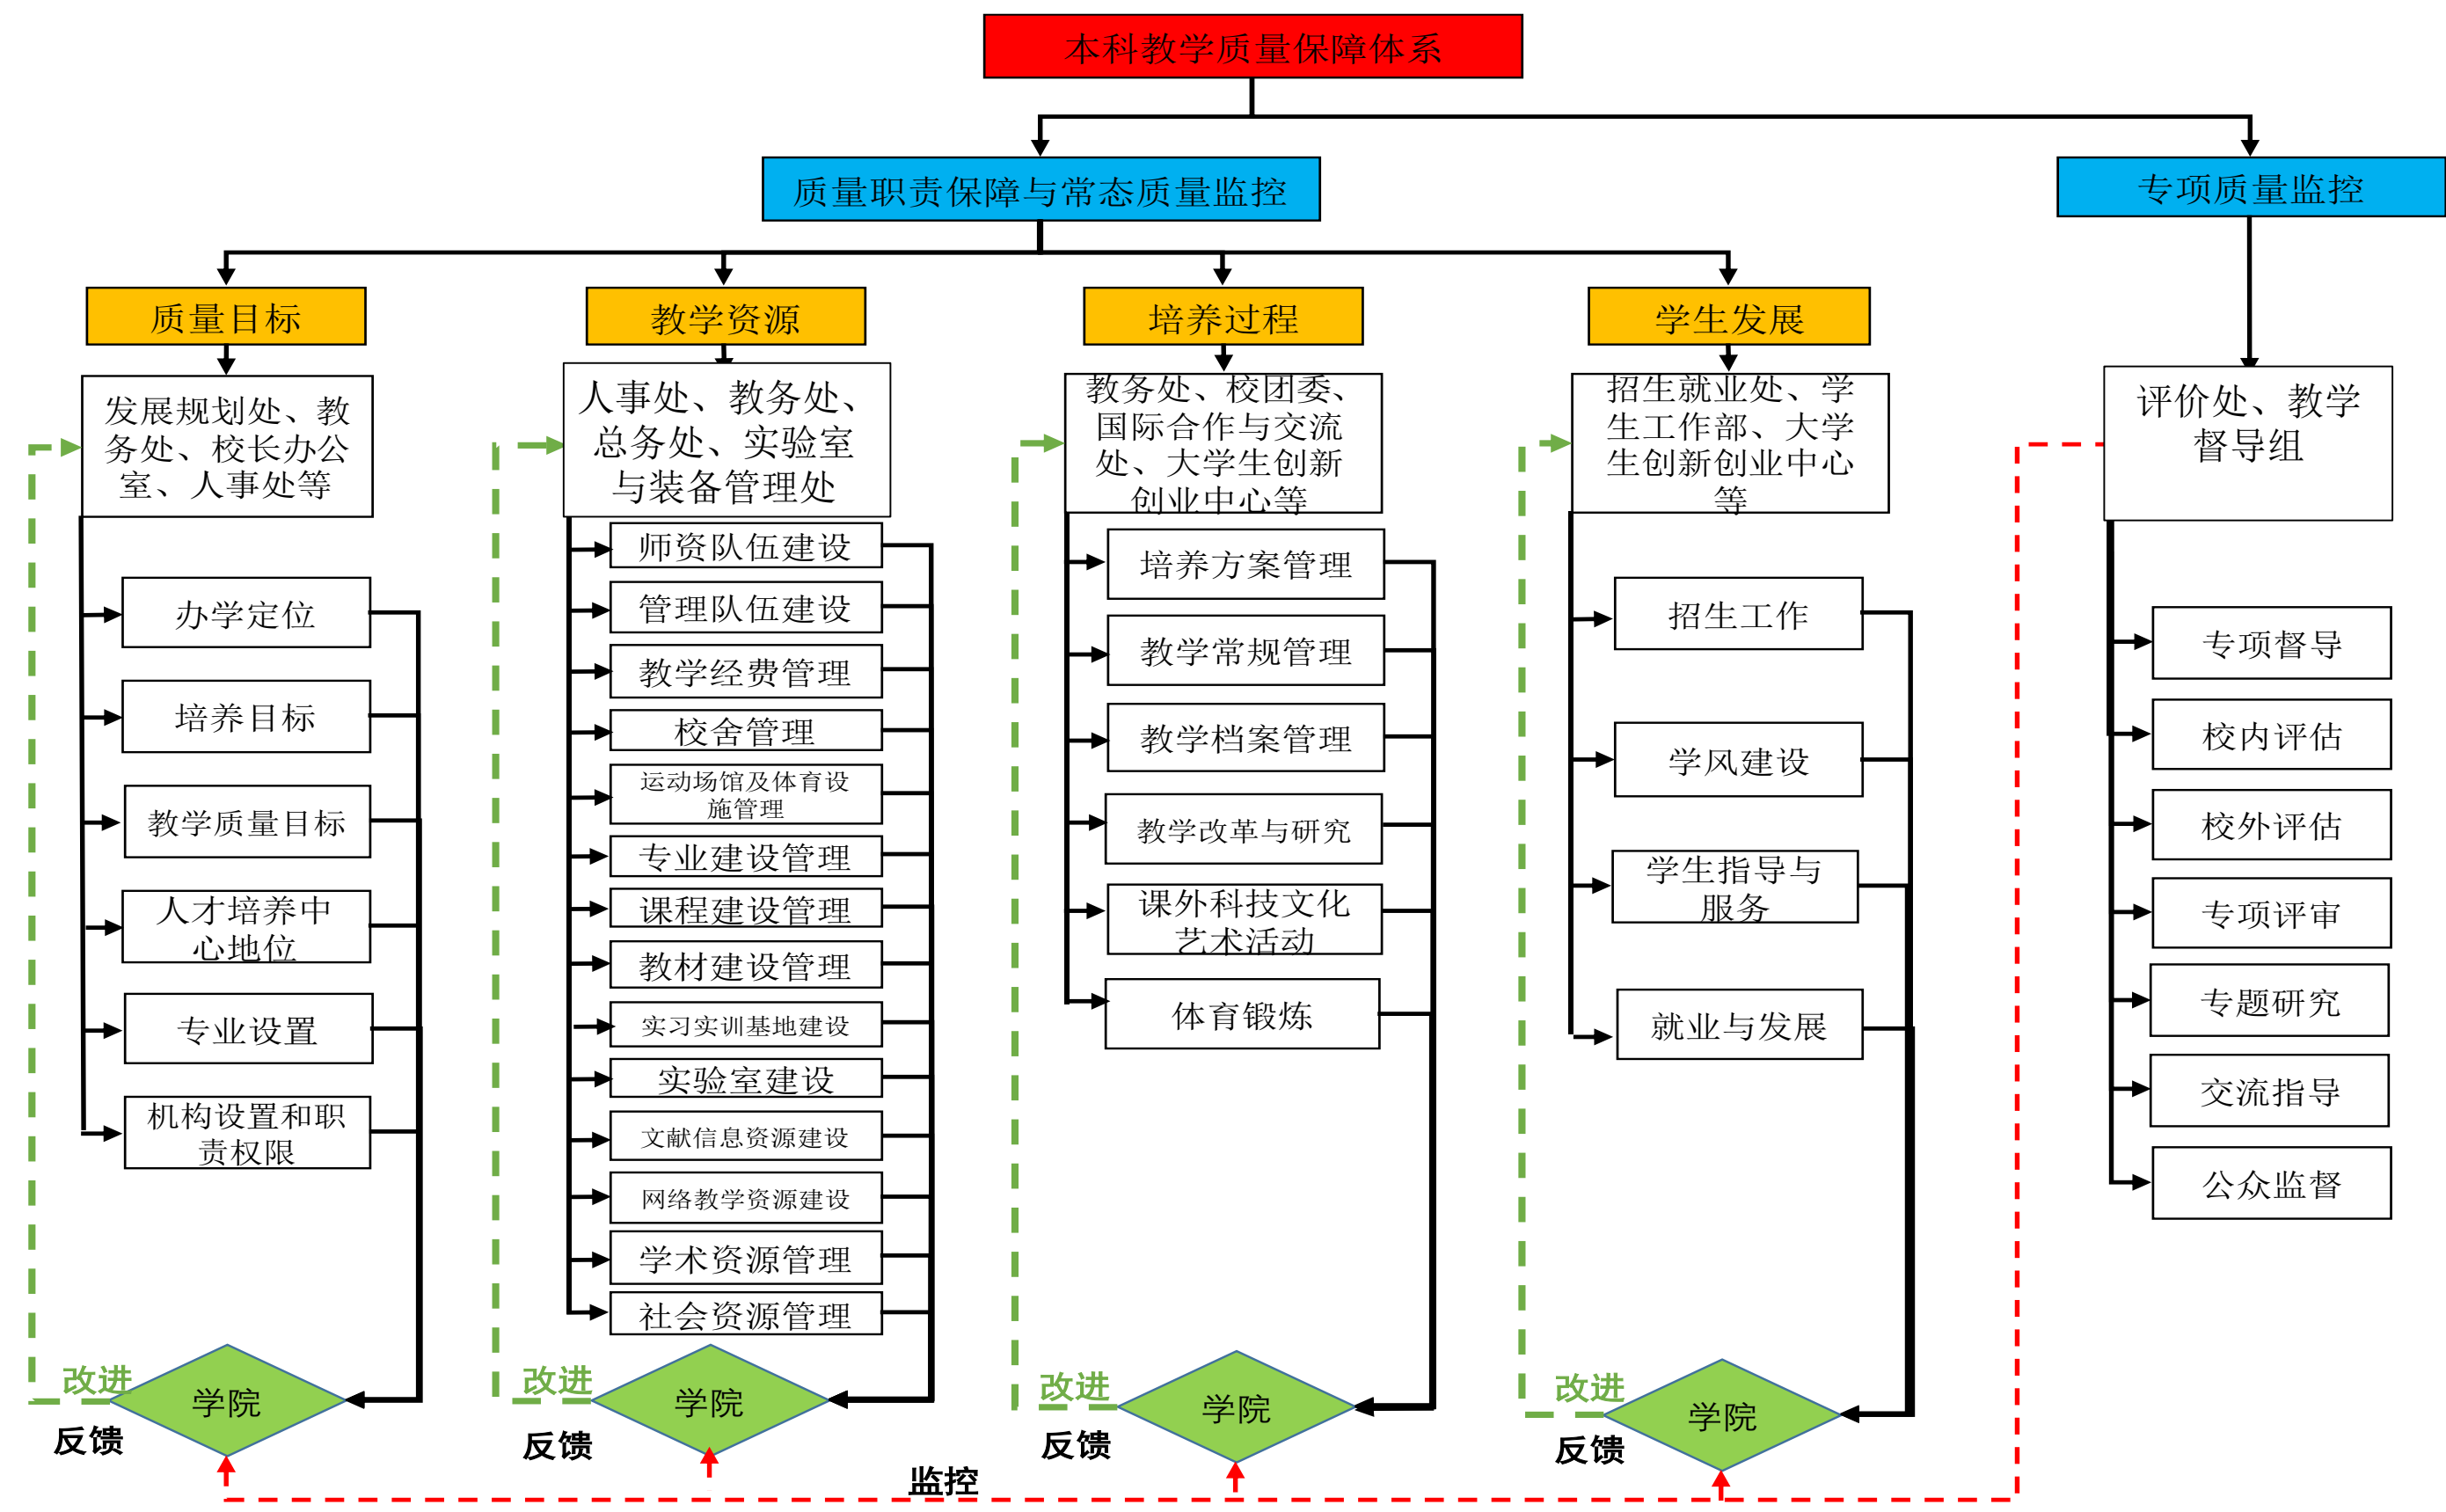 本科教学质量保障体系
质量职责保障与常态质量监控
专项质量监控
质量目标
教学资源
培养过程
学生发展
发展规划处、教
务处、校长办公
室、人事处等
人事处、教务处、
总务处、实验室
与装备管理处
教务处、校团委、
国际合作与交流
处、大学生创新
创业中心等
招生就业处、学
生工作部、大学
生创新创业中心
等
评价处、教学
督导组
办学定位
培养目标
教学质量目标
人才培养中
心地位
专业设置
机构设置和职
责权限
师资队伍建设
管理队伍建设
教学经费管理
校舍管理
运动场馆及体育设
施管理
专业建设管理
课程建设管理
教材建设管理
实习实训基地建设
实验室建设
文献信息资源建设
网络教学资源建设
学术资源管理
社会资源管理
培养方案管理
教学常规管理
教学档案管理
教学改革与研究
课外科技文化
艺术活动
体育锻炼
招生工作
学风建设
学生指导与
服务
就业与发展
专项督导
校内评估
校外评估
专项评审
专题研究
交流指导
公众监督
改进
学院
反馈
改进
学院
反馈
改进
学院
反馈
改进
学院
反馈
监控